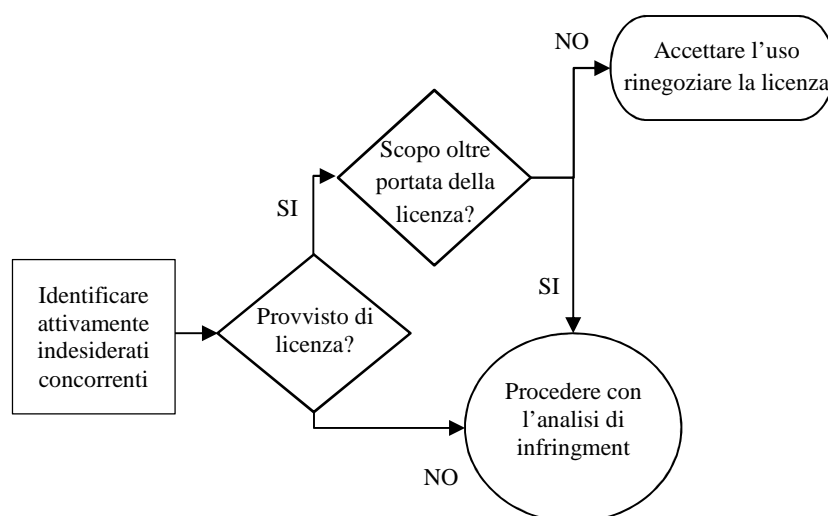 NO
Accettare l’uso
rinegoziare la licenza
Scopo oltre
portata della
licenza?
SI
Identificare
attivamente
indesiderati
concorrenti
Provvisto di
licenza?
SI
Procedere con
l’analisi di
infringment
NO